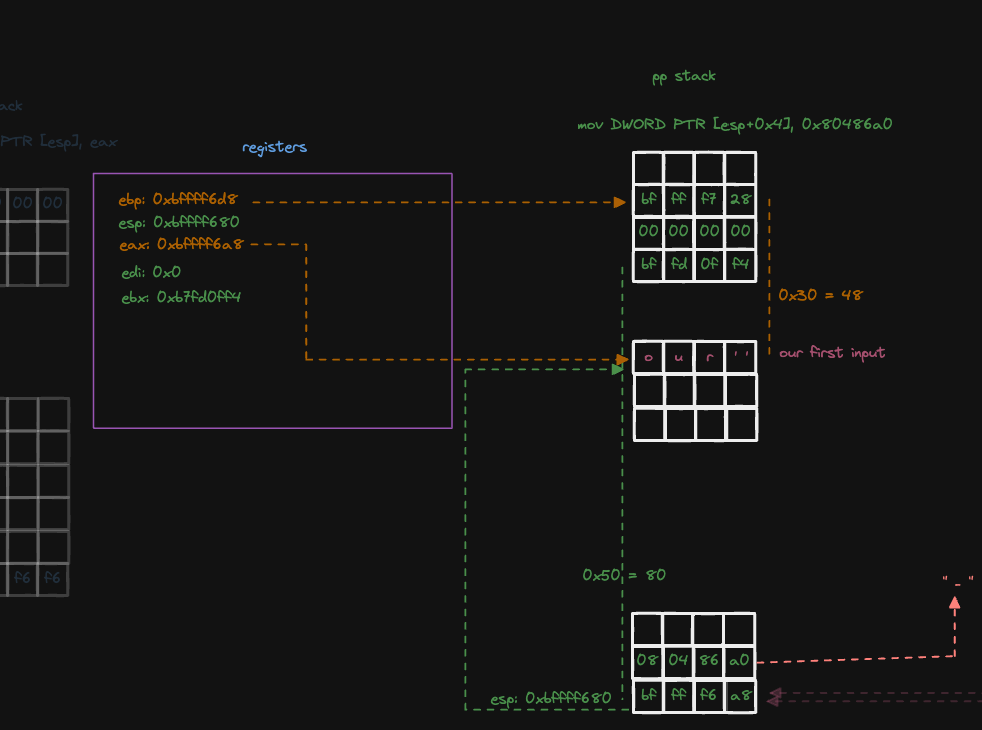 pp stack
ack
mov DWORD PTR [esp+0x4], 0x80486a0
PTR [esp], eax
registers
00 00
ebp: 0xbffff6d8
bf ff f7 28
esp: 0xbffff680
00 00 00 00
eax: 0xbffff6a8
bf fd 0f f4
edi: 0x0
ebx: 0xb7fd0ff4
0x30 = 48
o u r ' '
our first input
0x50 = 80
f6 f6
"_"
08 04 86 a0
esp: 0xbffff680
bf ff f6 a8